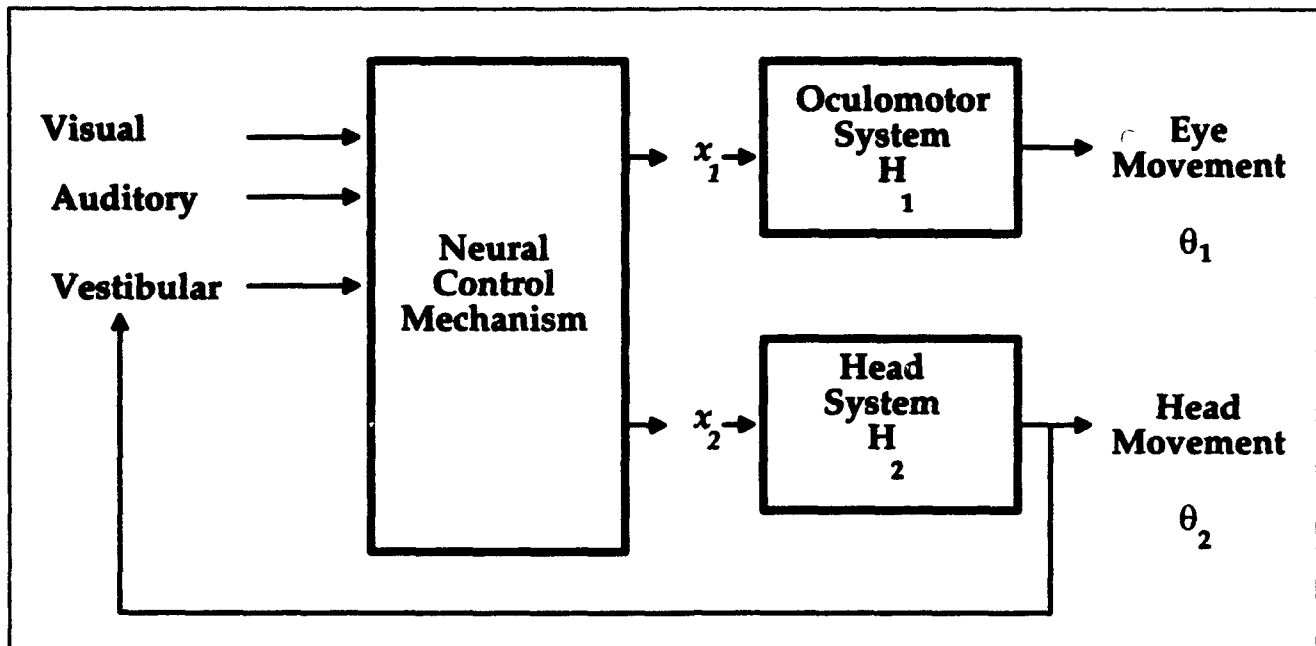 Visual
Auditory
Vestibular
Neural
Control
Mechanism
x1
Oculomotor
System
H
1
Eye
Movement
θ1
x2
Head
System
H
2
Head
Movement
θ2